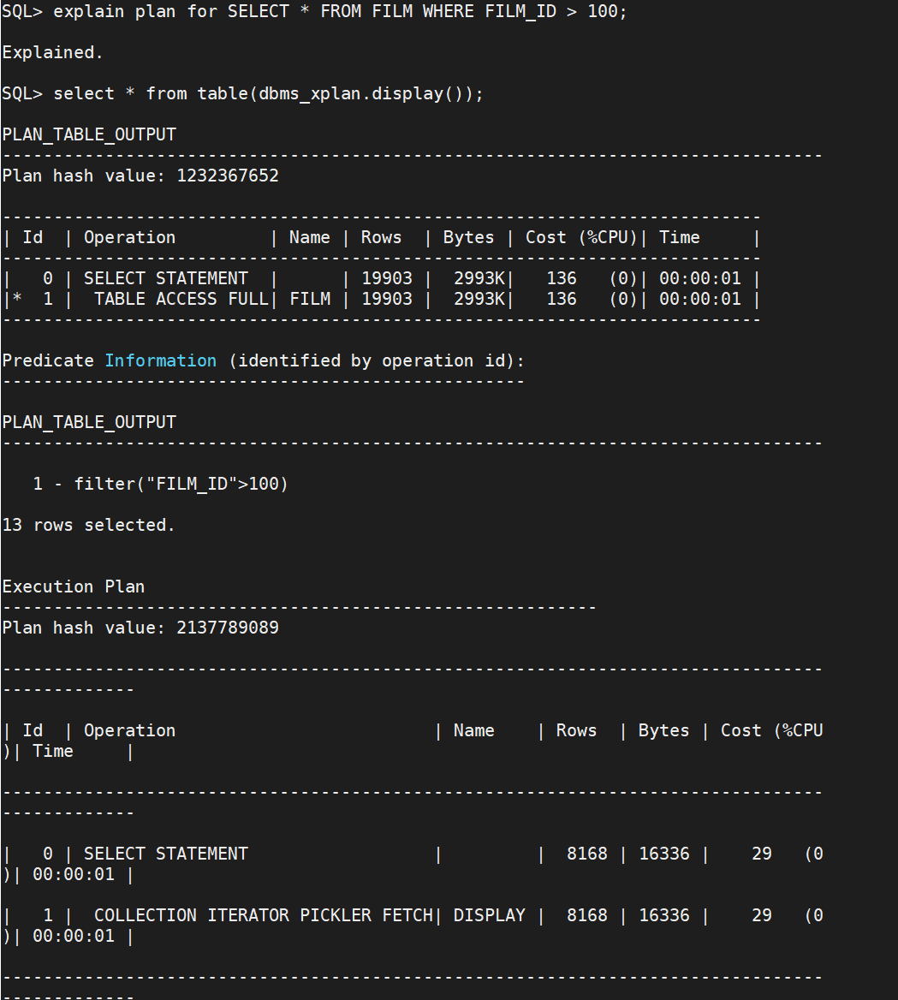 SQL> explain plan for SELECT * FROM FILM WHERE FILM_ID > 100;
Explained.
SQL> select * from table(dbms_xplan.display());
PLAN_TABLE_OUTPUT
--------------------------------------------------------------------------------
Plan hash value: 1232367652
--------------------------------------------------------------------------
| Id  | Operation         | Name | Rows  | Bytes | Cost (%CPU)| Time     |
--------------------------------------------------------------------------
|   0 | SELECT STATEMENT  |      | 19903 |  2993K|   136   (0)| 00:00:01 |
|*  1 |  TABLE ACCESS FULL| FILM | 19903 |  2993K|   136   (0)| 00:00:01 |
--------------------------------------------------------------------------
Predicate Information (identified by operation id):
---------------------------------------------------
PLAN_TABLE_OUTPUT
--------------------------------------------------------------------------------
   1 - filter("FILM_ID">100)
13 rows selected.
Execution Plan
----------------------------------------------------------
Plan hash value: 2137789089
--------------------------------------------------------------------------------
-------------
| Id  | Operation                         | Name    | Rows  | Bytes | Cost (%CPU
)| Time     |
--------------------------------------------------------------------------------
-------------
|   0 | SELECT STATEMENT                  |         |  8168 | 16336 |    29   (0
)| 00:00:01 |
|   1 |  COLLECTION ITERATOR PICKLER FETCH| DISPLAY |  8168 | 16336 |    29   (0
)| 00:00:01 |
--------------------------------------------------------------------------------
-------------